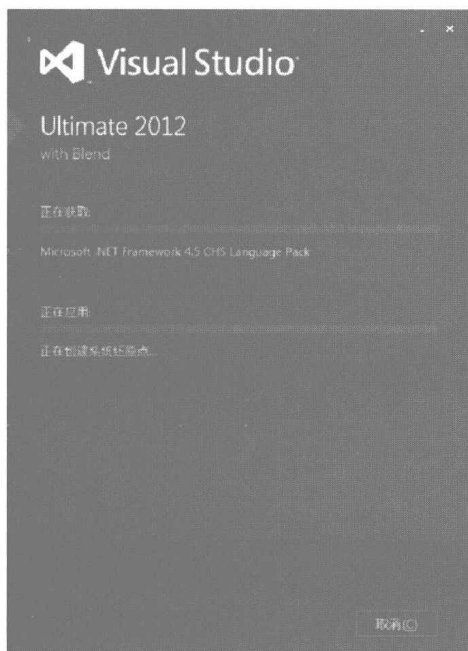 Visual Studio
Ultimate 2012
with Blend
正在获取:
Microsoft .NET Framework 4.5 CHS Language Pack
正在应用:
正在创建系统还原点...
取消(C)